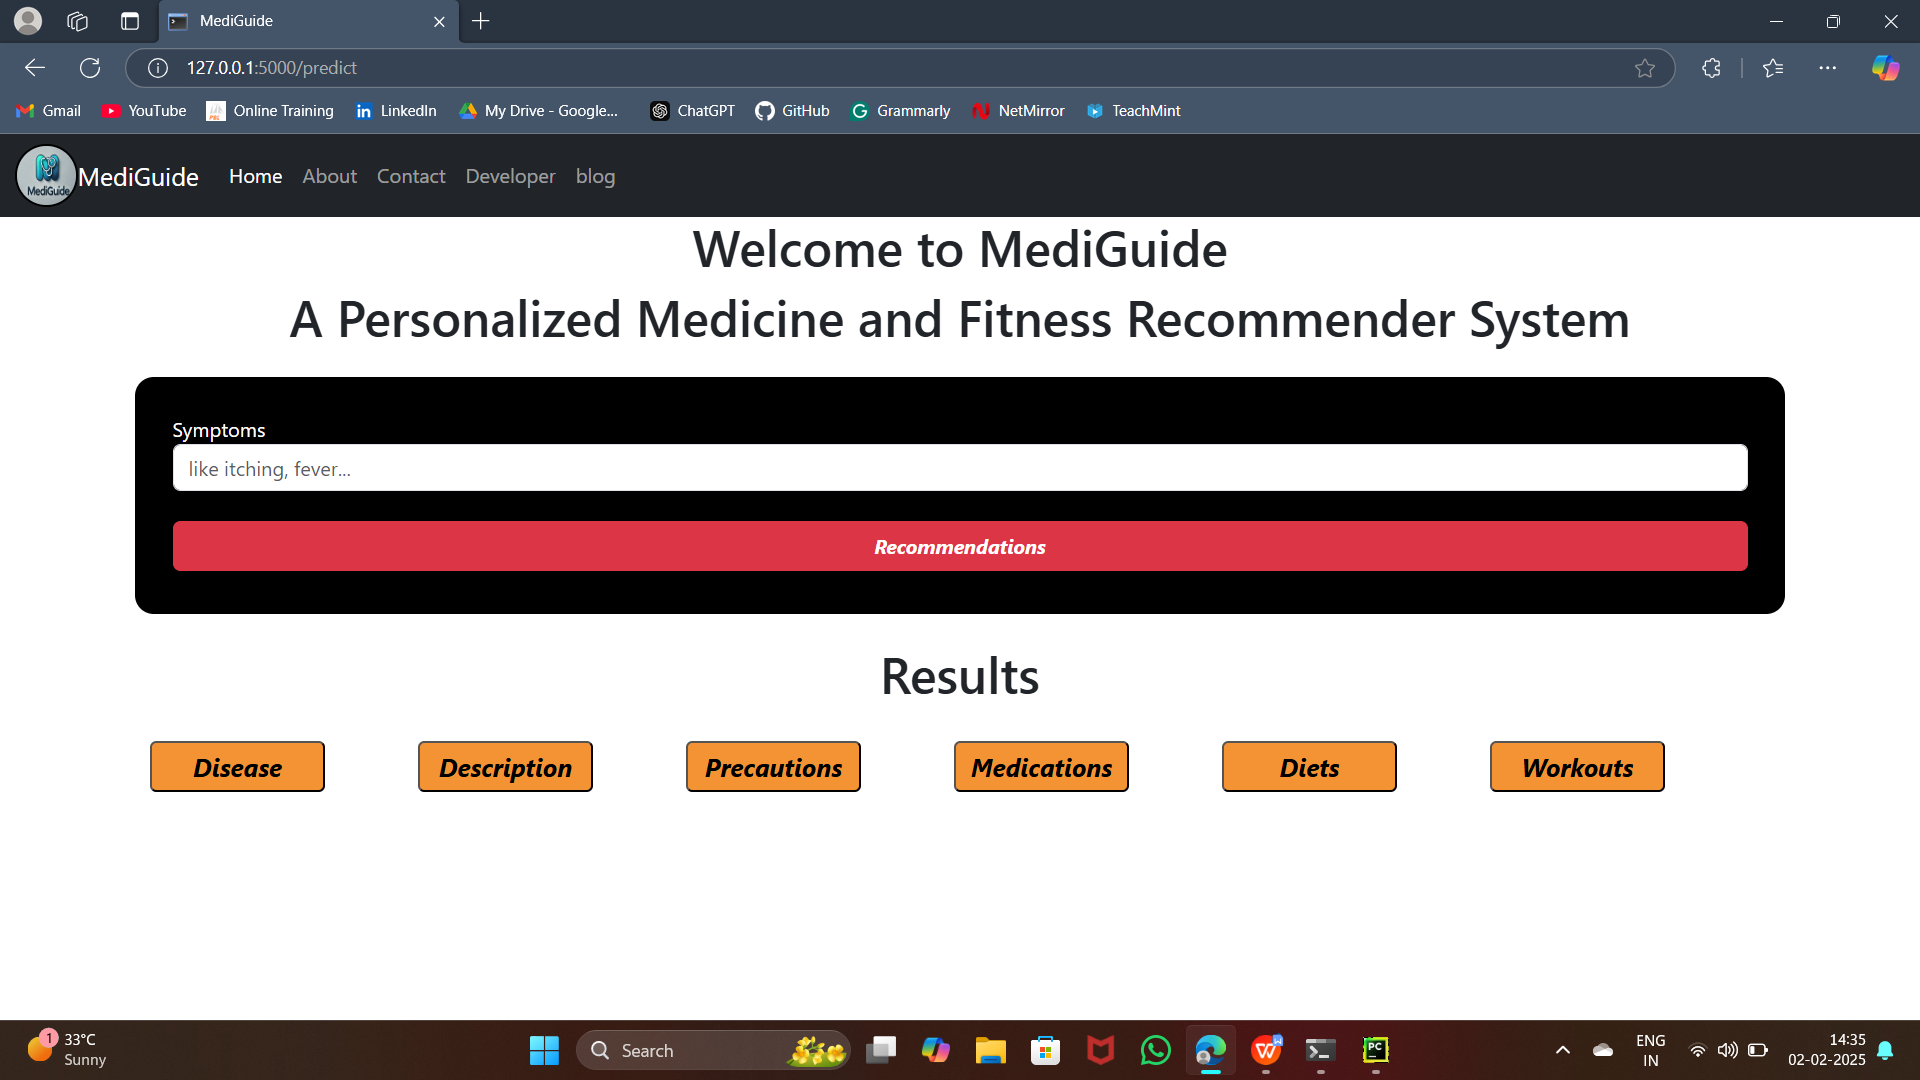 MediGuide
127.0.0.1:5000/predict
Gmail YouTube Online Training LinkedIn My Drive - Google... ChatGPT GitHub Grammarly NetMirror TeachMint
MediGuide
MediGuide Home About Contact Developer blog
Welcome to MediGuide
A Personalized Medicine and Fitness Recommender System
Symptoms
like itching, fever...
Recommendations
Results
Disease Description Precautions Medications Diets Workouts
1
33°C
Sunny
Search
PC
ENG
IN
14:35
02-02-2025